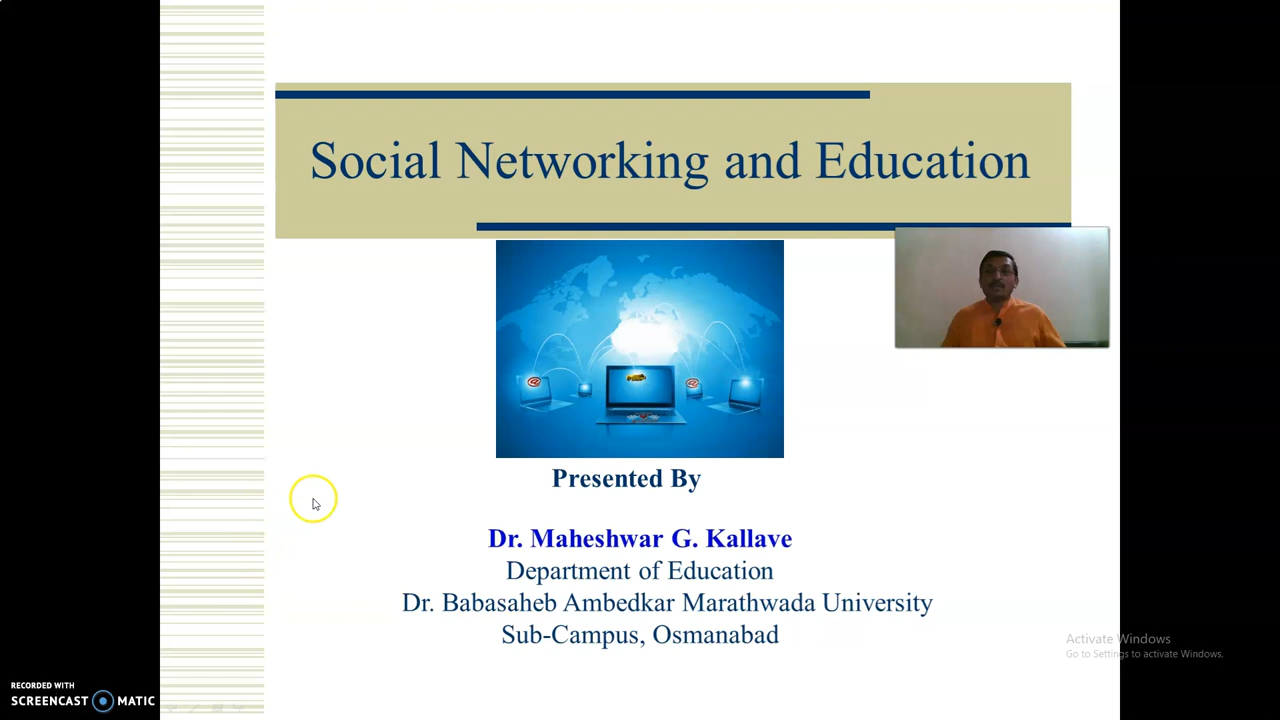 Social Networking and Education
Presented By
Dr. Maheshwar G. Kallave
Department of Education
Dr. Babasaheb Ambedkar Marathwada University
Sub-Campus, Osmanabad
Activate Windows
Go to Settings to activate Windows.
RECORDED WITH
SCREENCAST MATIC